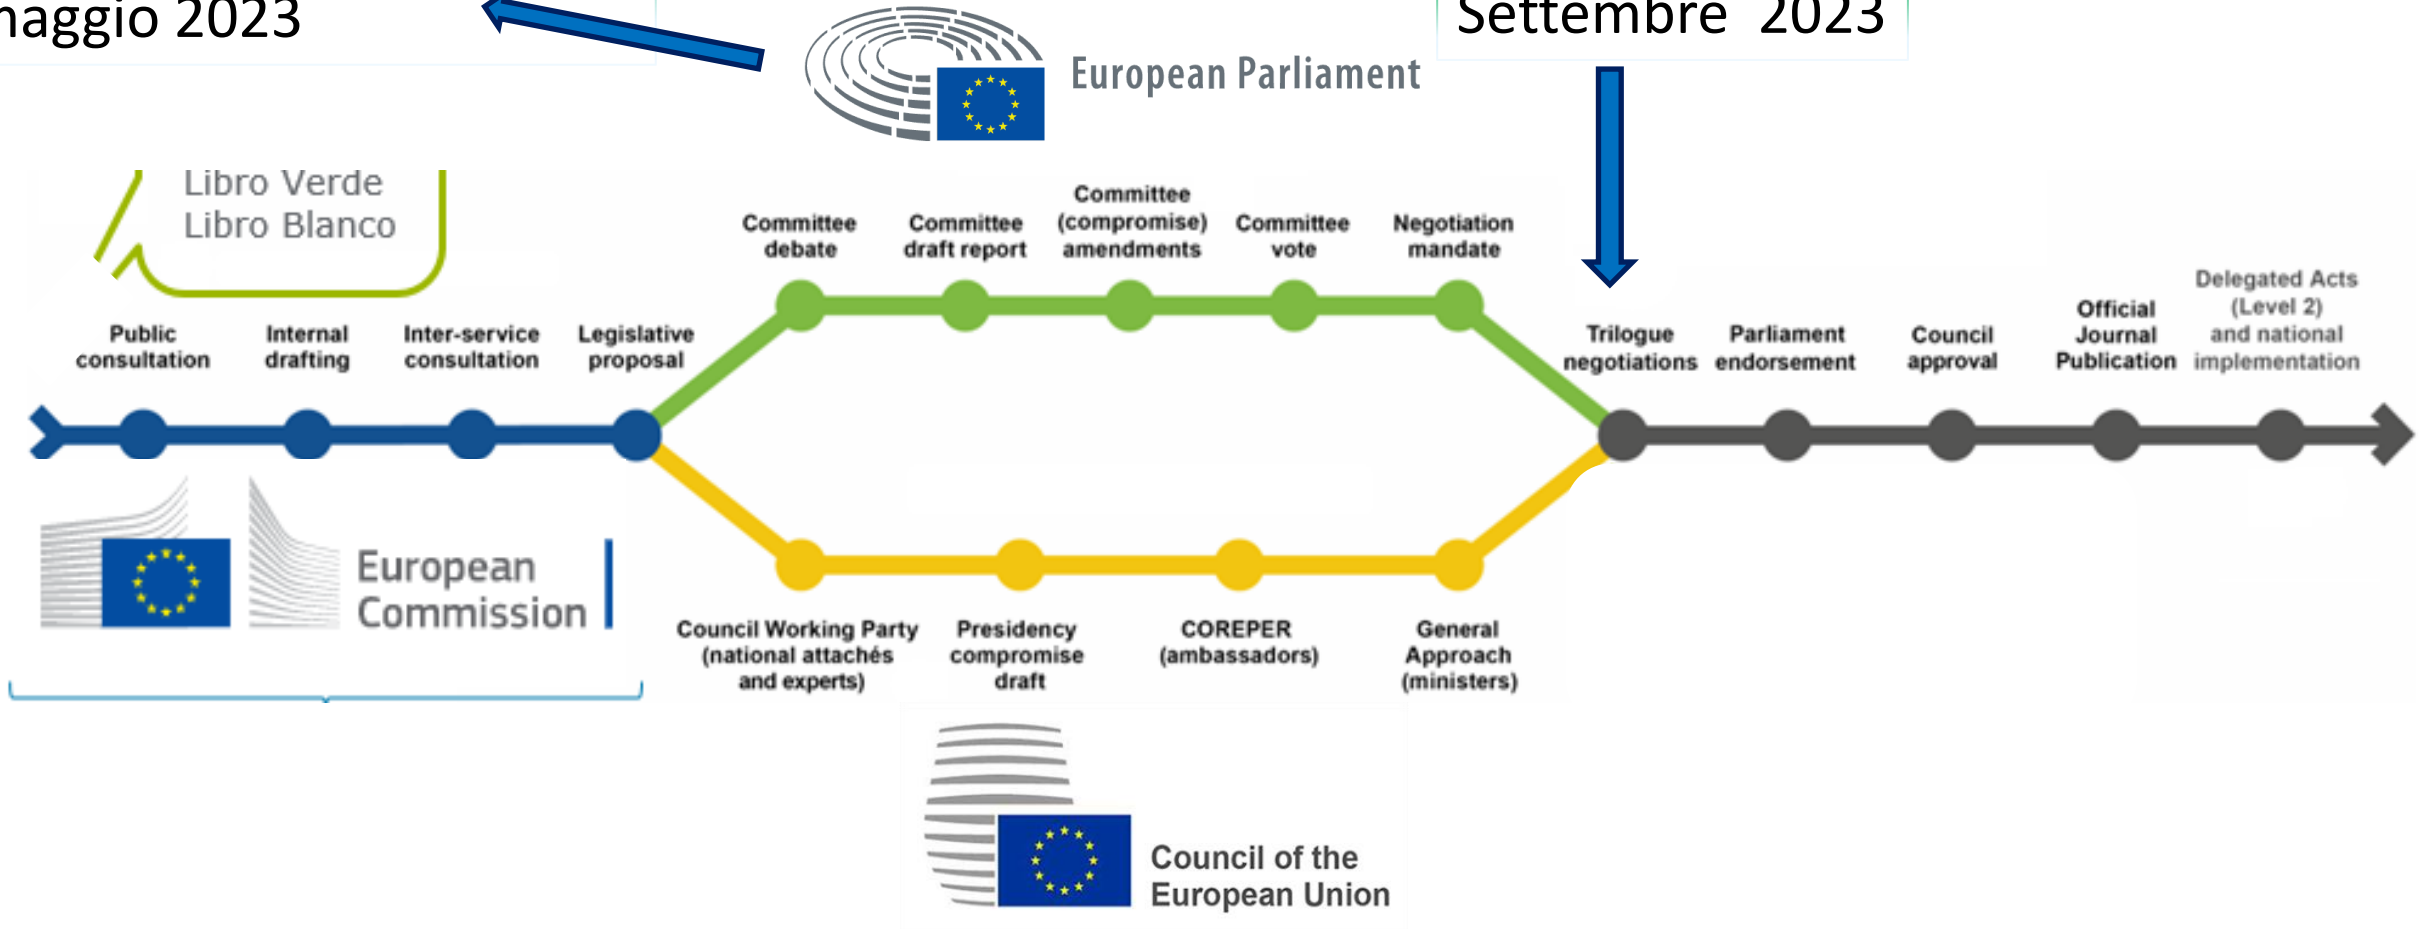 2023
Settembre 2023
European Parliament
Libro Verde
Libro Blanco
Committee
debate
Committee
draft report
Committee
(compromise)
amendments
Committee
vote
Negotiation
mandate
Public
consultation
Internal
drafting
Inter-service
consultation
Legislative
proposal
Trilogue
negotiations
Parliament
endorsement
Council
approval
Official
Journal
Publication
Delegated Acts
(Level 2)
and national
implementation
European
Commission
Council Working Party
(national attachés
and experts)
Presidency
compromise
draft
COREPER
(ambassadors)
General
Approach
(ministers)
Council of the
European Union